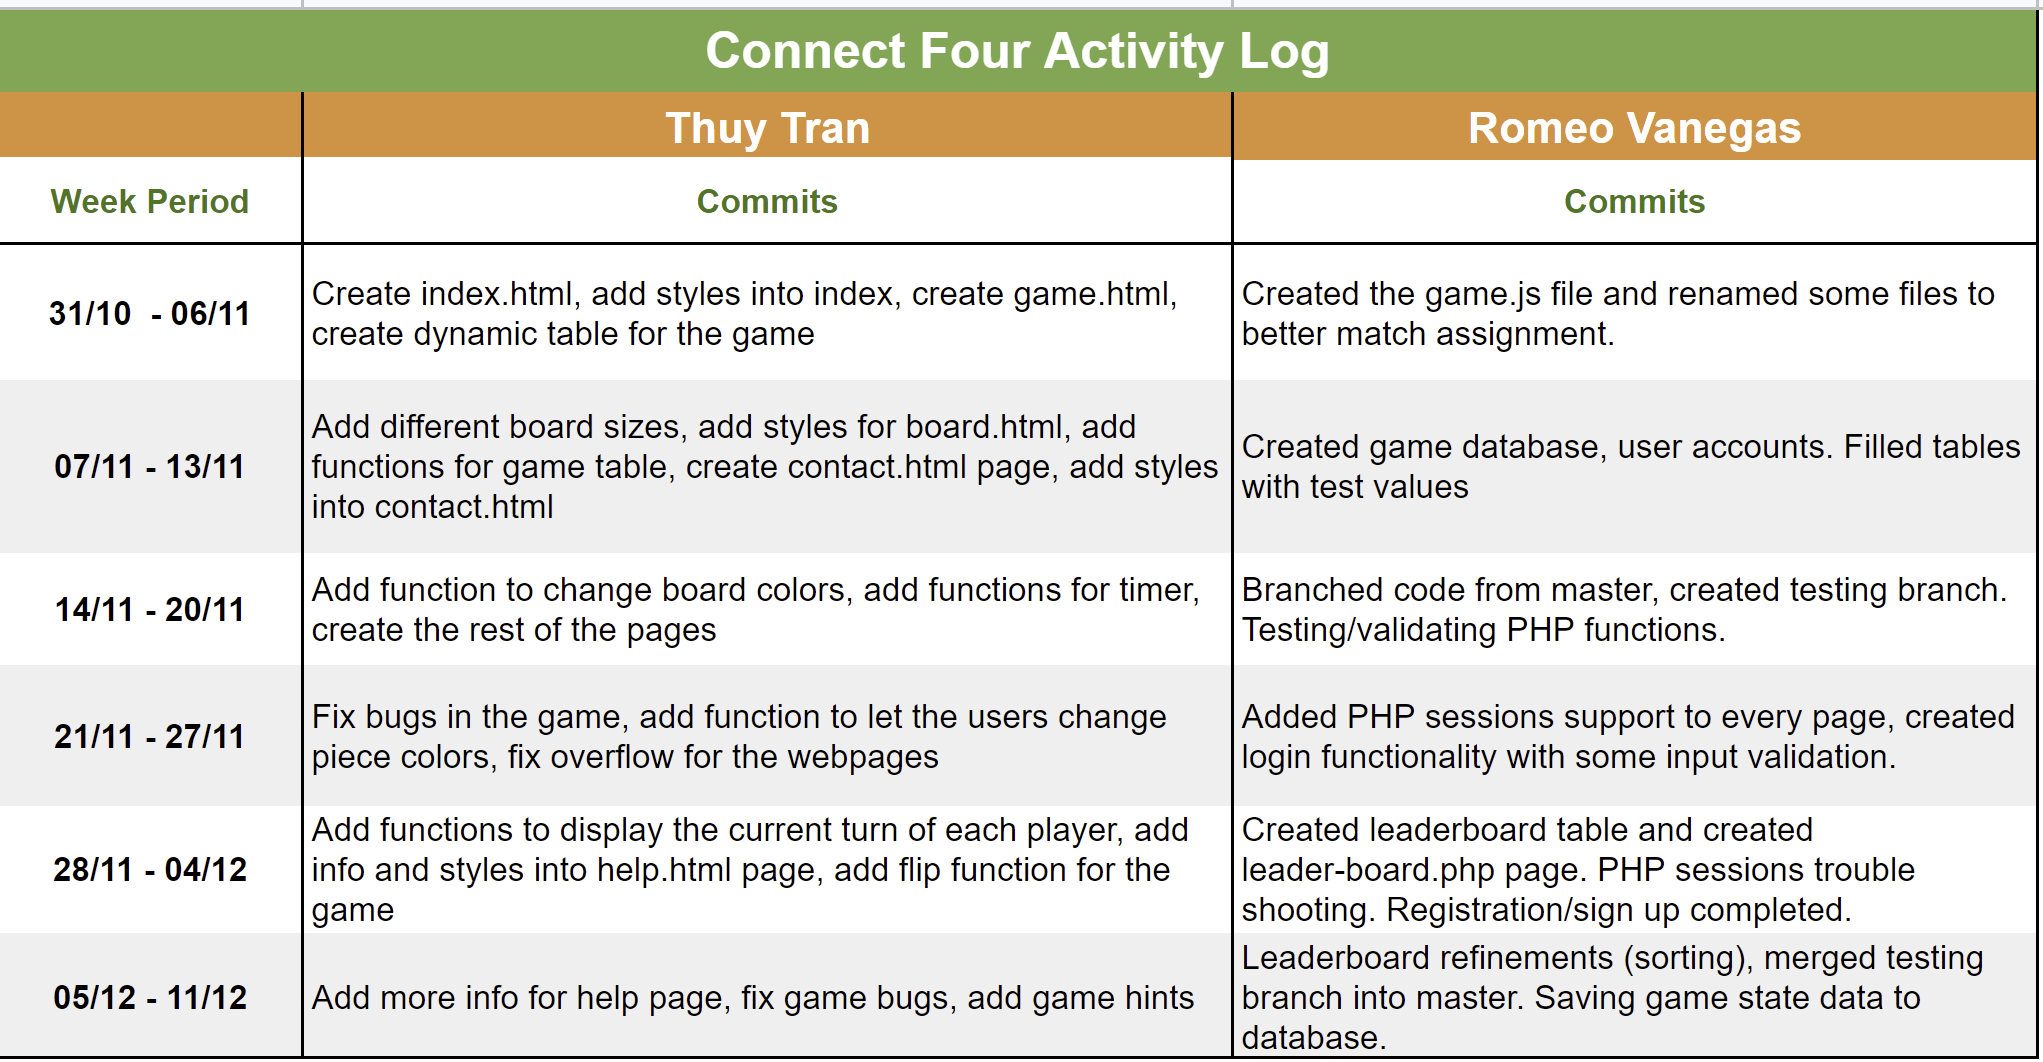 Connect Four Activity Log
Thuy Tran
Romeo Vanegas
Week Period
Commits
Commits
31/10  - 06/11
Create index.html, add styles into index, create game.html,
create dynamic table for the game
Created the game.js file and renamed some files to
better match assignment.
07/11 - 13/11
Add different board sizes, add styles for board.html, add
functions for game table, create contact.html page, add styles
into contact.html
Created game database, user accounts. Filled tables
with test values
14/11 - 20/11
Add function to change board colors, add functions for timer,
create the rest of the pages
Branched code from master, created testing branch.
Testing/validating PHP functions.
21/11 - 27/11
Fix bugs in the game, add function to let the users change
piece colors, fix overflow for the webpages
Added PHP sessions support to every page, created
login functionality with some input validation.
28/11 - 04/12
Add functions to display the current turn of each player, add
info and styles into help.html page, add flip function for the
game
Created leaderboard table and created
leader-board.php page. PHP sessions trouble
shooting. Registration/sign up completed.
05/12 - 11/12
Add more info for help page, fix game bugs, add game hints
Leaderboard refinements (sorting), merged testing
branch into master. Saving game state data to
database.